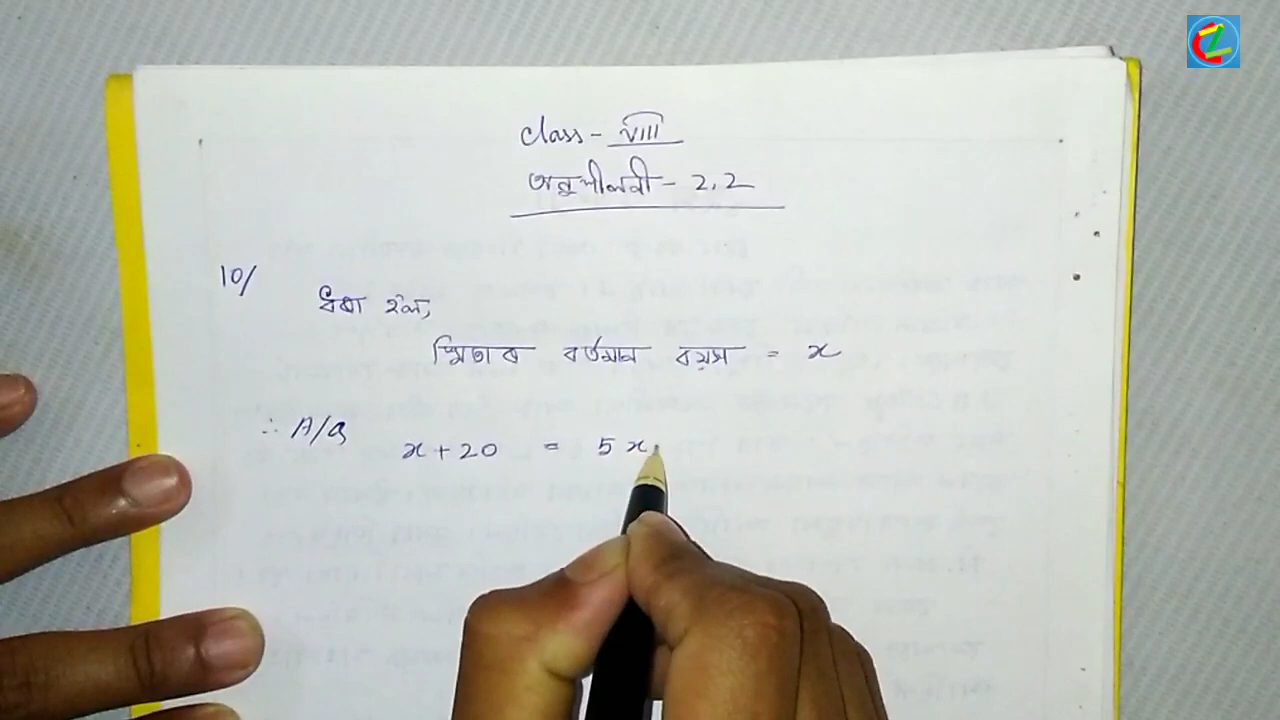 Class - VIII
অনুশীলনী - 2.2
10/
ধৰা হ'ল,
স্মিতাৰ বৰ্তমান বয়স = x
∴ A/Q
x + 20 = 5x